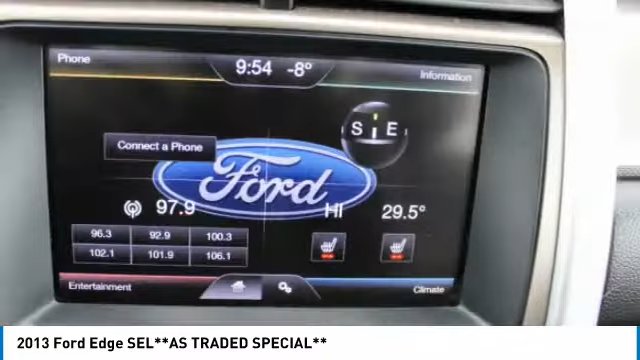 Phone
9:54 -8°
Information
S E
Connect a Phone
Ford
97.9
HI
29.5°
96.3 92.9 100.3
102.1 101.9 106.1
Entertainment
Climate
2013 Ford Edge SEL**AS TRADED SPECIAL**